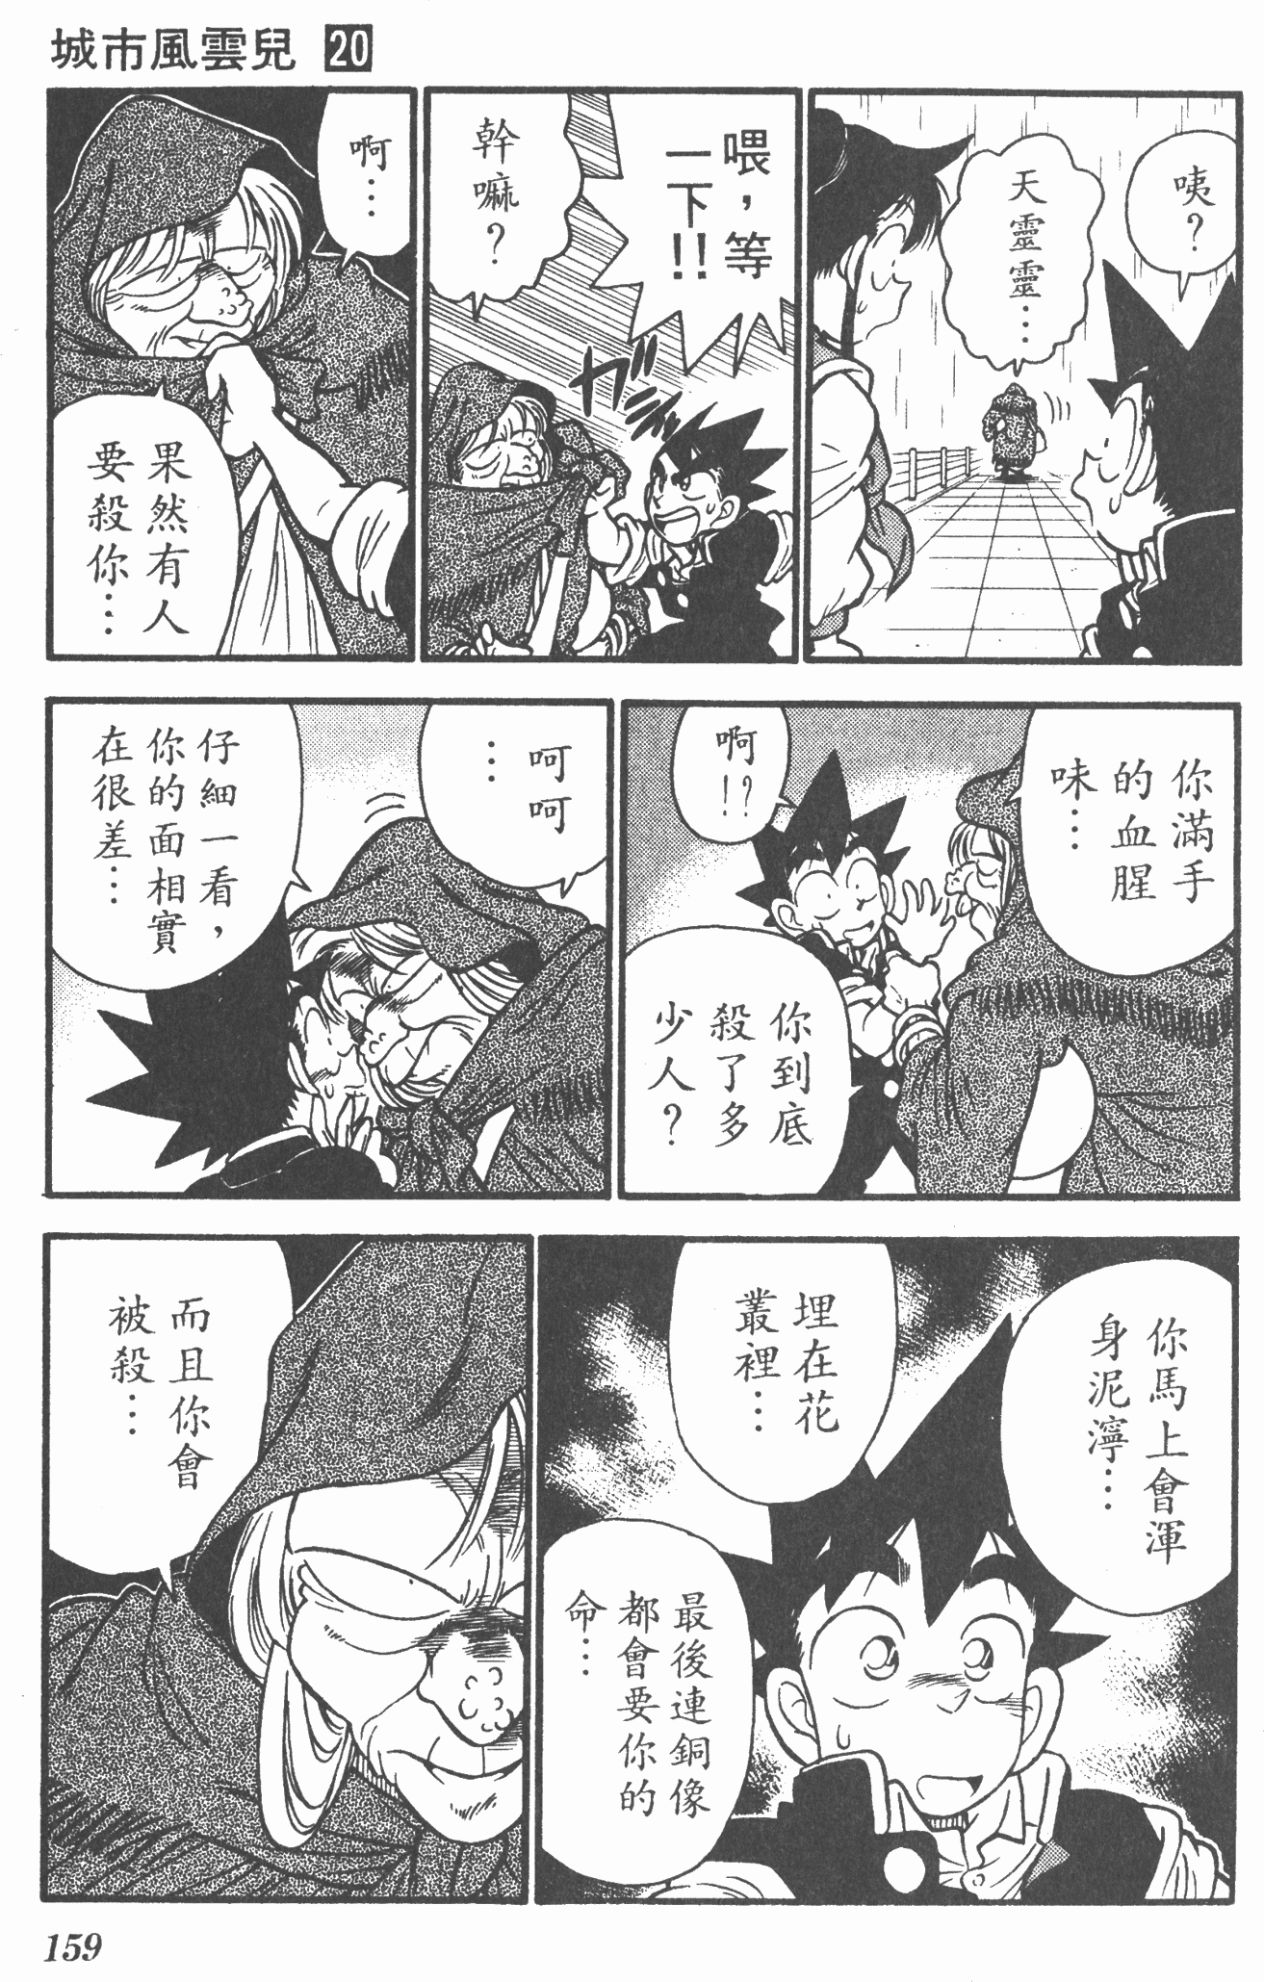 城市風雲兒 20
咦？
天靈靈…
喂，等
一下!!
幹嘛？
ガバッ
啊…
果然有人
要殺你…
你滿手
的血腥
味…
啊!?
你到底
殺了多
少人？
呵呵
…
仔細一看，
你的面相實
在很差…
你馬上會渾
身泥濘…
埋在花
叢裡…
最後連銅像
都會要你的
命…
而且你會
被殺…
159